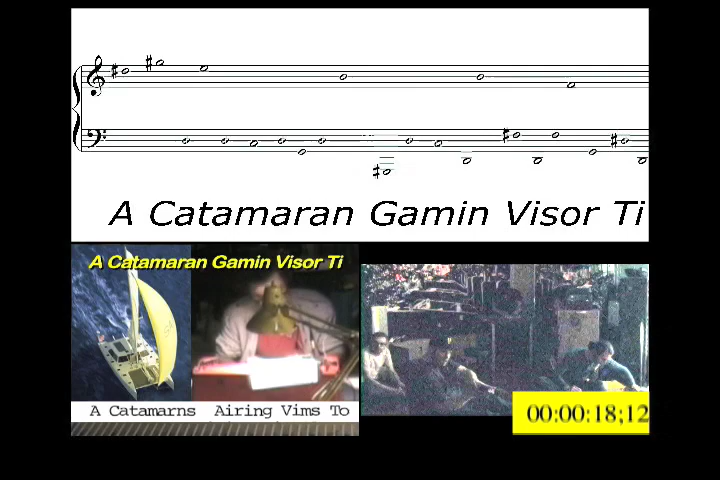 A Catamaran Gamin Visor Ti
A Catamaran Gamin Visor Ti
A Catamarns Airing Vims To
00:00:18;12